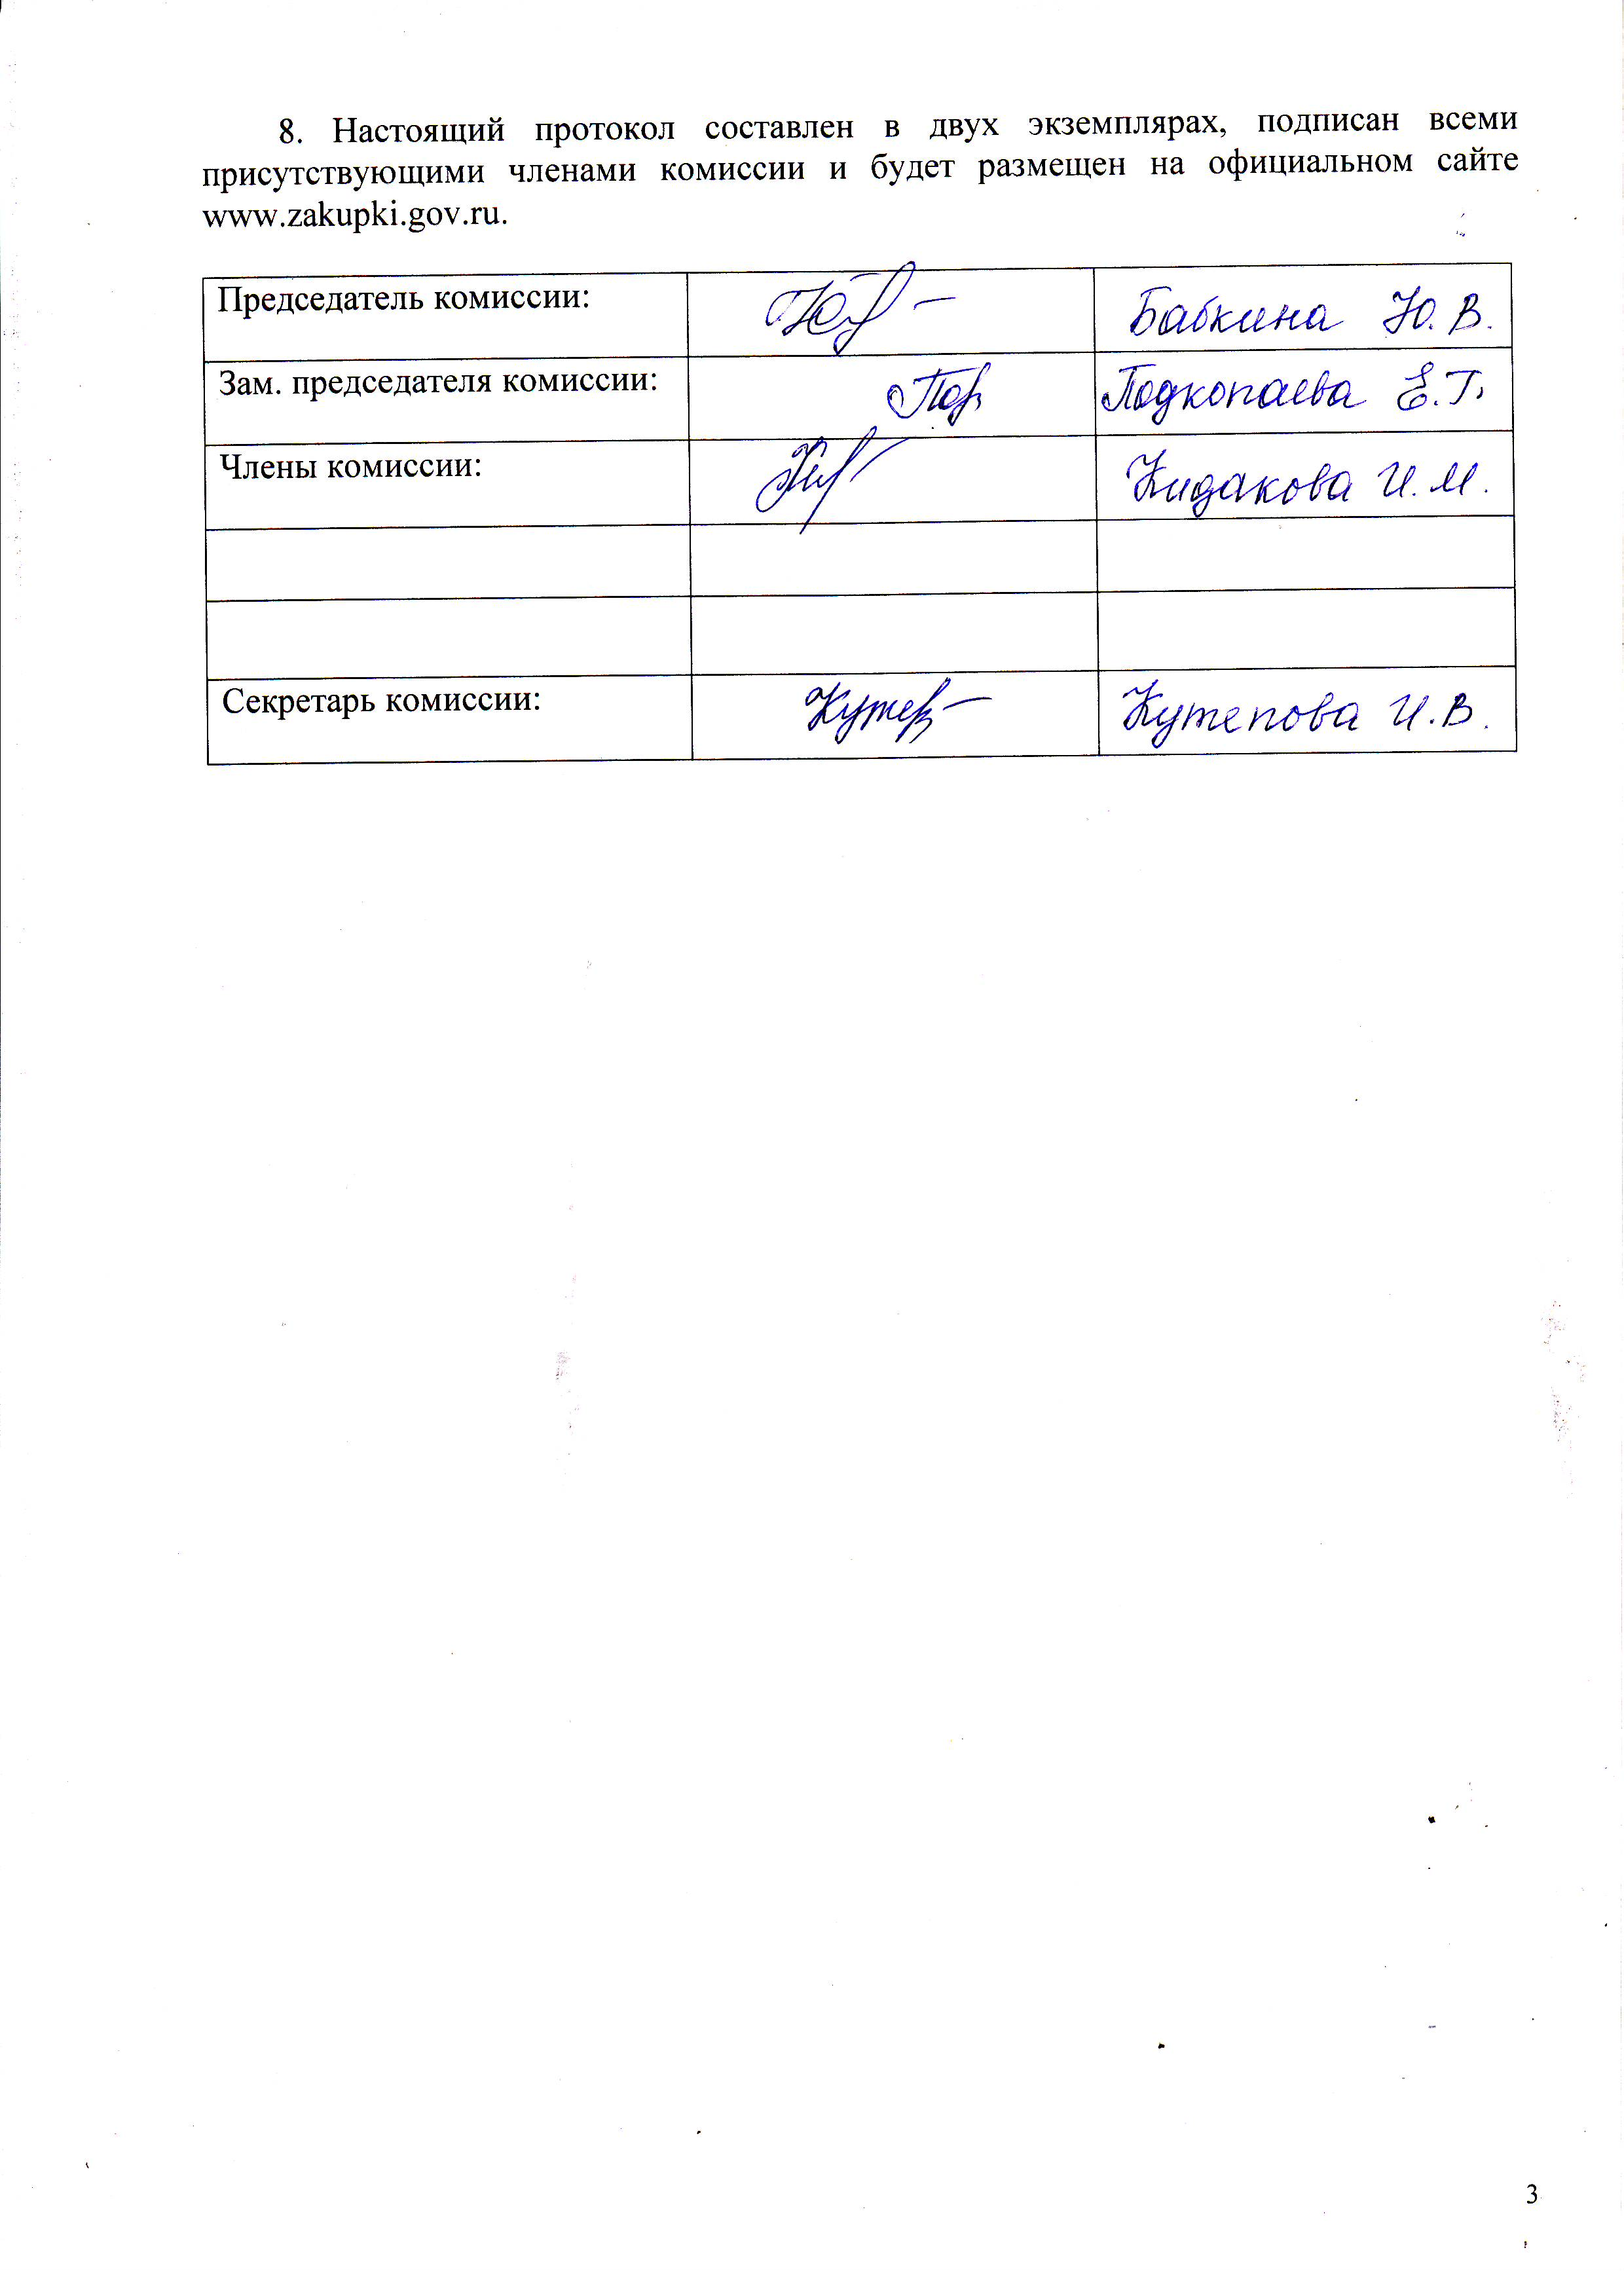 8. Настоящий протокол составлен в двух экземплярах, подписан всеми
присутствующими членами комиссии и будет размещен на официальном сайте
www.zakupki.gov.ru.
Председатель комиссии: Бабкина Ю. В.
Зам. председателя комиссии: Подкопаева Е. Г.
Члены комиссии: Кидакова И. М.
Секретарь комиссии: Кутепова И. В.
3